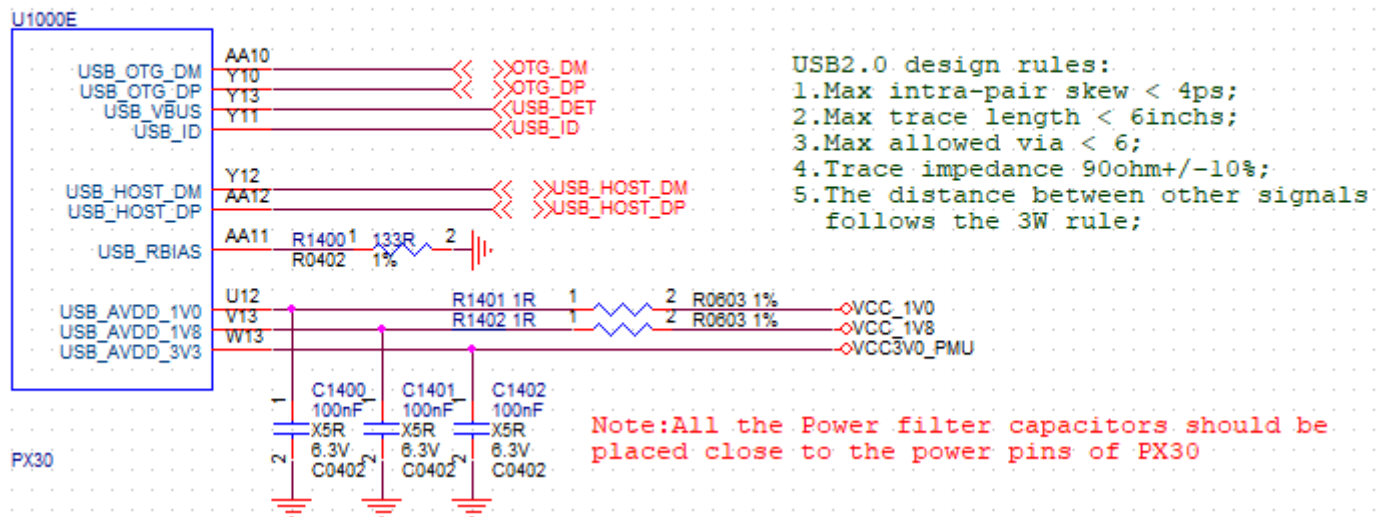 U1000E
USB_OTG_DM AA10 OTG_DM
USB_OTG_DP Y10 OTG_DP
USB_VBUS Y13 USB_DET
USB_ID Y11 USB_ID
USB_HOST_DM Y12 USB_HOST_DM
USB_HOST_DP AA12 USB_HOST_DP
USB_RBIAS AA11 R1400 1 133R 2
R0402 1%
USB_AVDD_1V0 U12 R1401 1R 1 2 R0603 1% VCC_1V0
USB_AVDD_1V8 V13 R1402 1R 1 2 R0603 1% VCC_1V8
USB_AVDD_3V3 W13 VCC3V0_PMU
USB2.0 design rules:
1.Max intra-pair skew < 4ps;
2.Max trace length < 6inchs;
3.Max allowed via < 6;
4.Trace impedance 90ohm+/-10%;
5.The distance between other signals
follows the 3W rule;
C1400 C1401 C1402
1 100nF 1 100nF 1 100nF
X5R X5R X5R
6.3V 6.3V 6.3V
2 C0402 2 C0402 2 C0402
Note:All the Power filter capacitors should be
placed close to the power pins of PX30
PX30